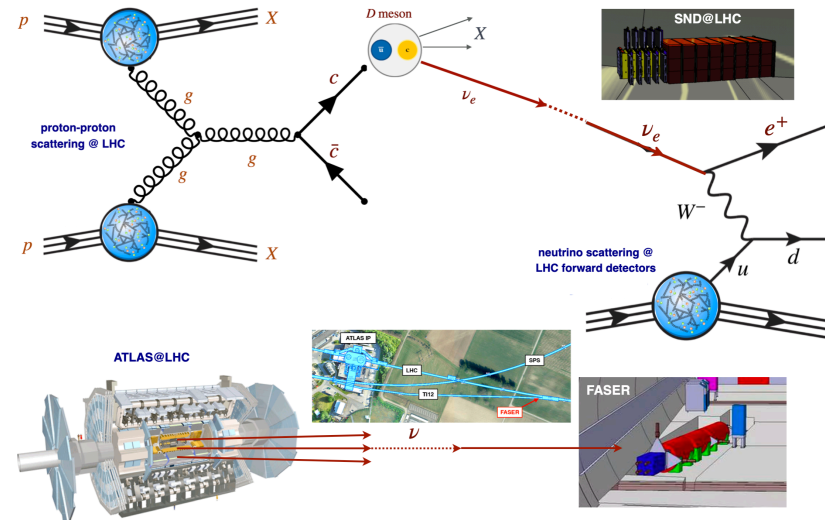 p
X
D meson
u̅
c
X
SND@LHC
g
c
ν_e
proton-proton
scattering @ LHC
g
g
c̄
ν_e
e⁺
W⁻
p
X
neutrino scattering @
LHC forward detectors
u
d
ATLAS@LHC
ATLAS IP
SPS
LHC
TI12
FASER
FASER
ν